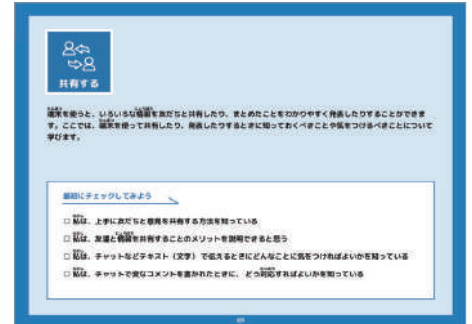 共有する
端末を使うと、いろいろな情報を友だちと共有したり、まとめたことをわかりやすく発表したりすることができま
す。ここでは、端末を使って共有したり、発表したりするときに知っておくべきことや気をつけるべきことについて
学びます。
最初にチェックしてみよう
□ 私は、上手に友だちと意見を共有する方法を知っている
□ 私は、友達と情報を共有することのメリットを説明できると思う
□ 私は、チャットなどテキスト（文字）で伝えるときにどんなことに気をつければよいかを知っている
□ 私は、チャットで変なコメントを書かれたときに、どう対応すればよいかを知っている